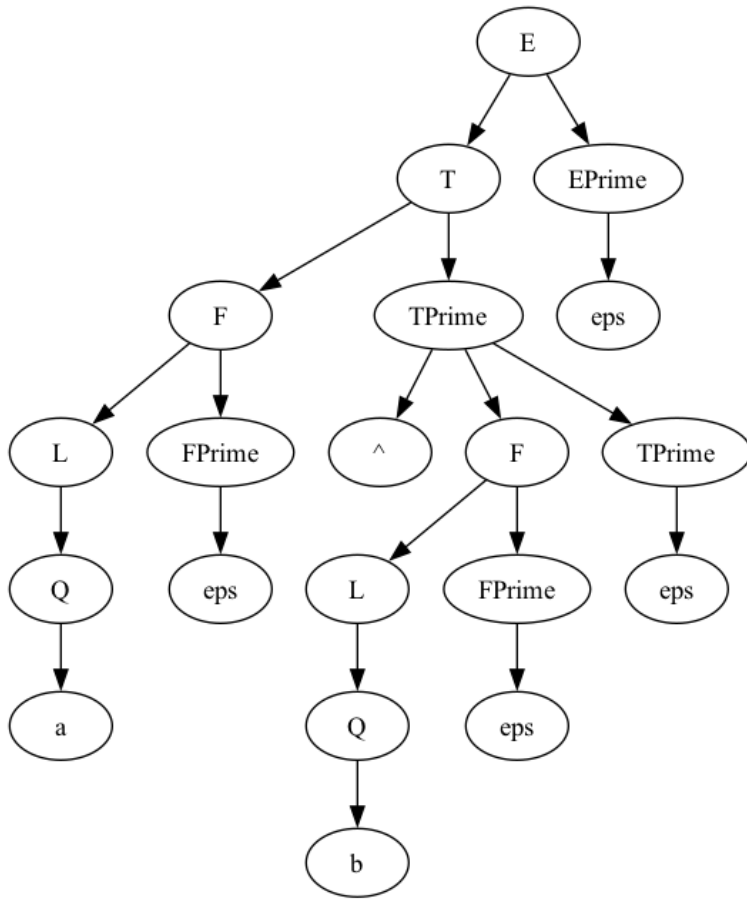 E
T EPrime
F TPrime eps
L FPrime ^ F TPrime
Q eps L FPrime eps
a Q eps
b